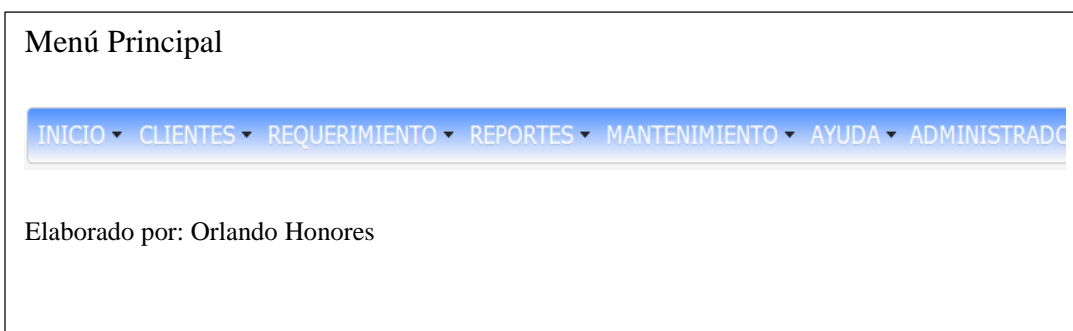 Menú Principal
INICIO CLIENTES REQUERIMIENTO REPORTES MANTENIMIENTO AYUDA
Elaborado por: Orlando Honores